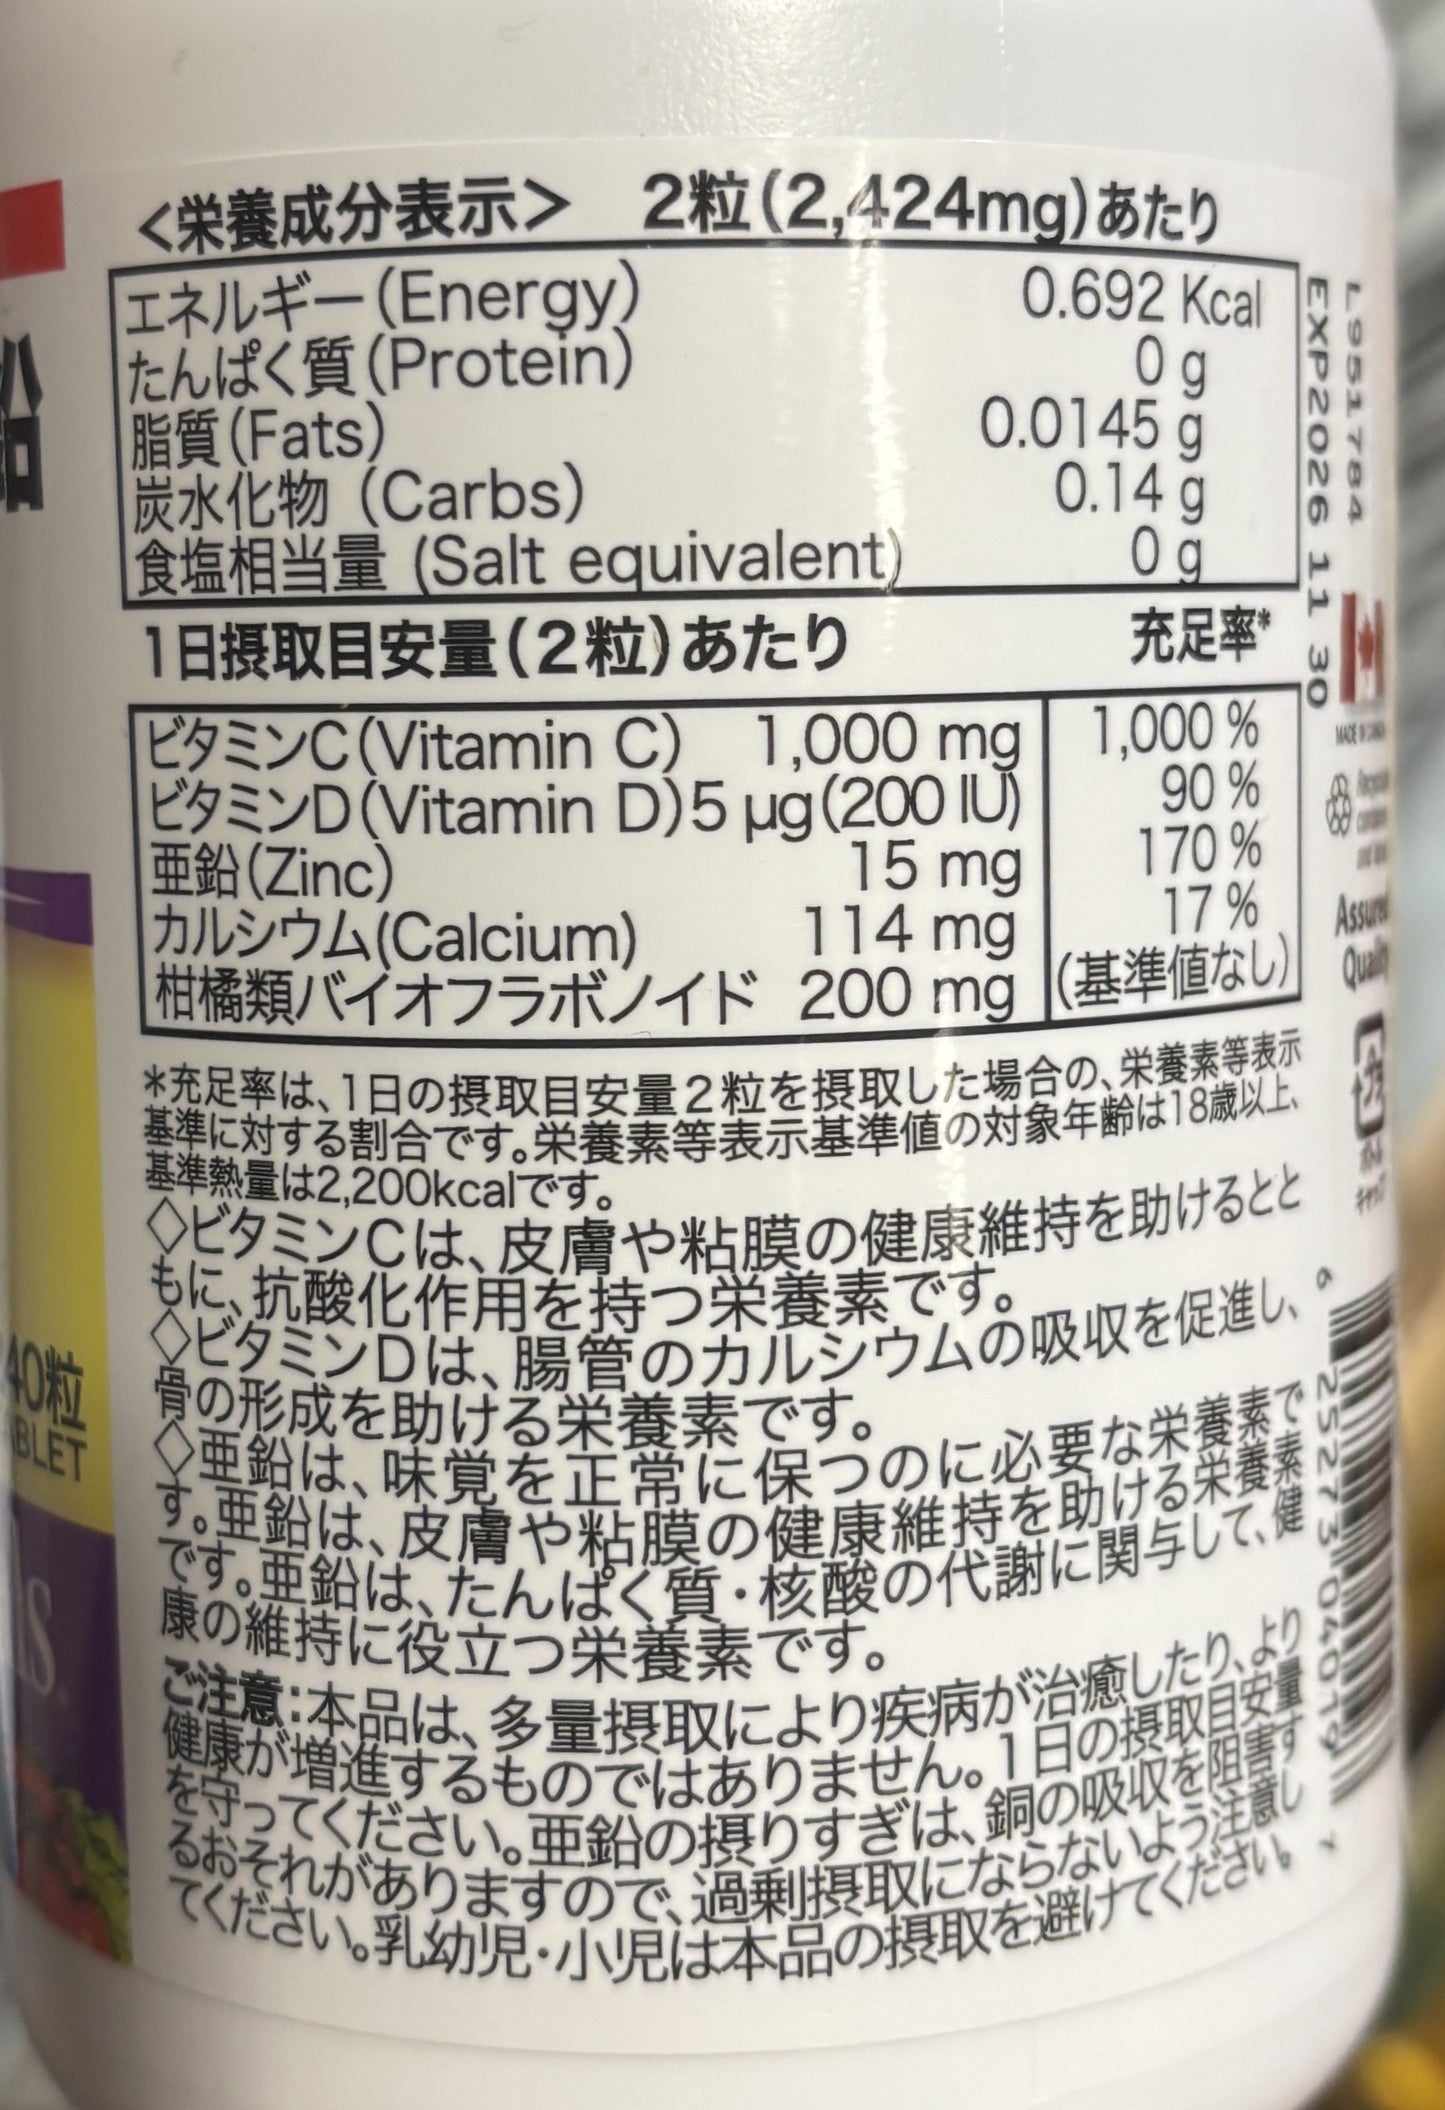 <栄養成分表示> 2粒(2,424mg)あたり
エネルギー(Energy) 0.692 Kcal
たんぱく質(Protein) 0 g
脂質(Fats) 0.0145 g
炭水化物 (Carbs) 0.14 g
食塩相当量 (Salt equivalent) 0 g
1日摂取目安量(2粒)あたり 充足率*
ビタミンC(Vitamin C) 1,000 mg 1,000 %
ビタミンD(Vitamin D)5 μg(200 IU) 90 %
亜鉛(Zinc) 15 mg 170 %
カルシウム(Calcium) 114 mg 17 %
柑橘類バイオフラボノイド 200 mg (基準値なし)
*充足率は、1日の摂取目安量2粒を摂取した場合の、栄養素等表示
基準に対する割合です。栄養素等表示基準値の対象年齢は18歳以上、
基準熱量は2,200kcalです。
◇ビタミンCは、皮膚や粘膜の健康維持を助けるとと
もに、抗酸化作用を持つ栄養素です。
◇ビタミンDは、腸管のカルシウムの吸収を促進し、
骨の形成を助ける栄養素です。
◇亜鉛は、味覚を正常に保つのに必要な栄養素で
す。亜鉛は、皮膚や粘膜の健康維持を助ける栄養素
です。亜鉛は、たんぱく質・核酸の代謝に関与して、健
康の維持に役立つ栄養素です。
ご注意:本品は、多量摂取により疾病が治癒したり、より
健康が増進するものではありません。1日の摂取目安量
を守ってください。亜鉛の摂りすぎは、銅の吸収を阻害す
るおそれがありますので、過剰摂取にならないよう注意し
てください。乳幼児・小児は本品の摂取を避けてください。
L951784
EXP2026 11 30
MADE IN CANADA
Assured
Quality
6 25273 04019 7
鉛
40粒
ABLET